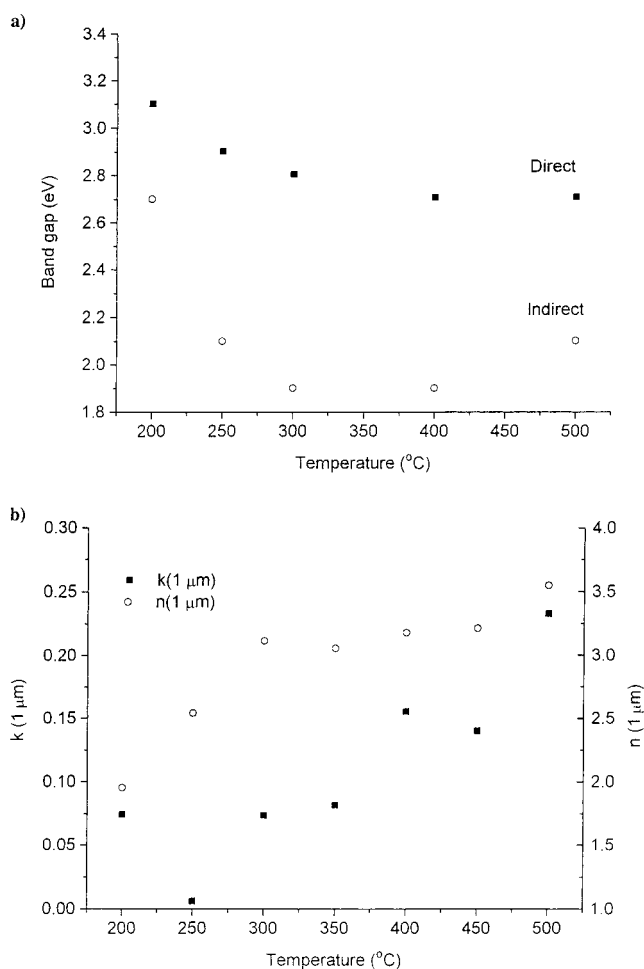 a)
3.4
3.2
3.0
2.8
2.6
2.4
2.2
2.0
1.8
Band gap (eV)
Direct
Indirect
200 250 300 350 400 450 500
Temperature (°C)
b)
0.30
0.25
0.20
0.15
0.10
0.05
0.00
k (1 μm)
k(1 μm)
n(1 μm)
4.0
3.5
3.0
2.5
2.0
1.5
1.0
n (1 μm)
200 250 300 350 400 450 500
Temperature (°C)